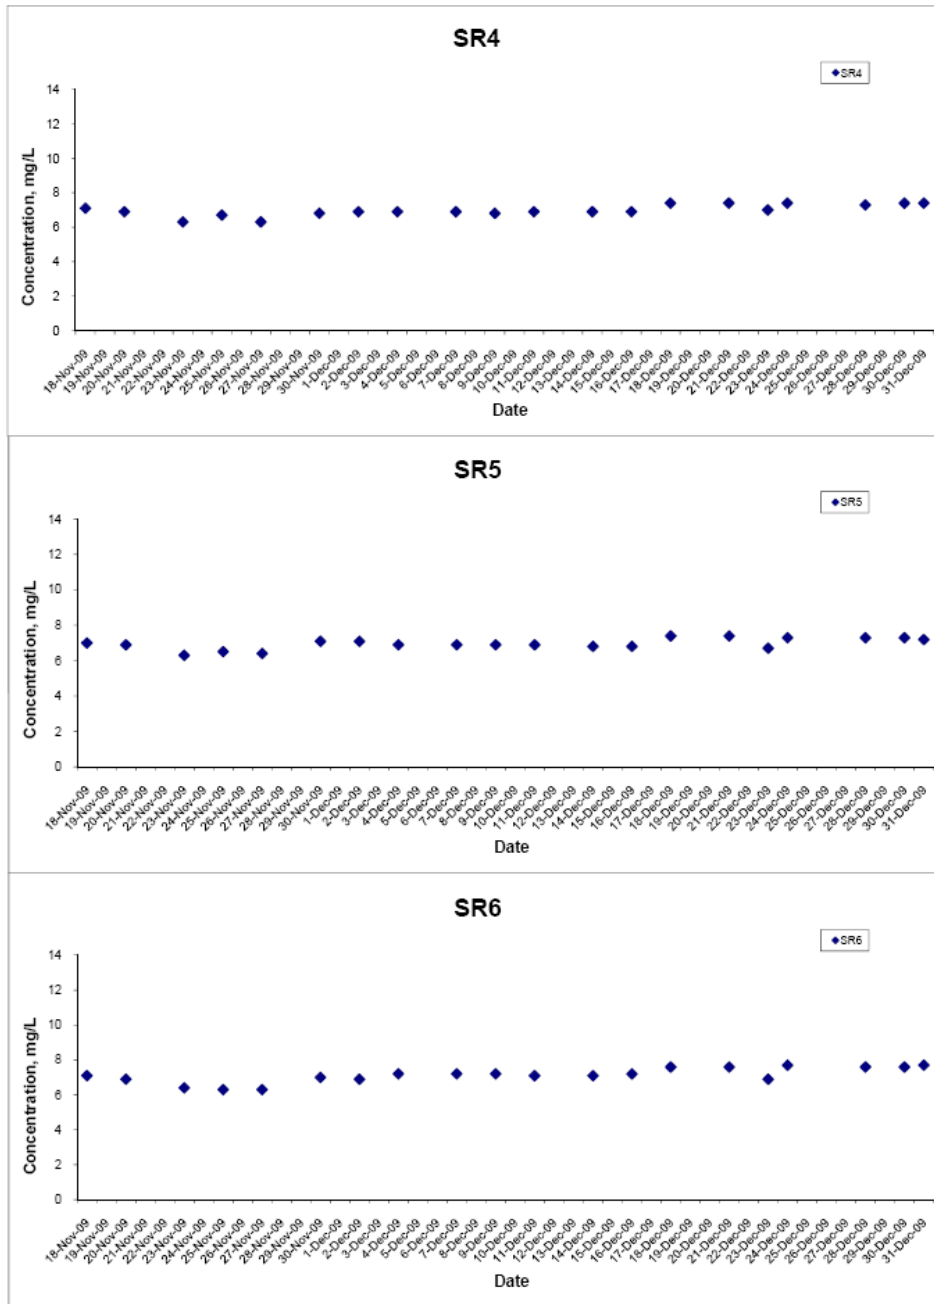 SR4
SR4
14
12
10
8
6
4
2
0
Concentration, mg/L
18-Nov-09
19-Nov-09
20-Nov-09
21-Nov-09
22-Nov-09
23-Nov-09
24-Nov-09
25-Nov-09
26-Nov-09
27-Nov-09
28-Nov-09
29-Nov-09
30-Nov-09
1-Dec-09
2-Dec-09
3-Dec-09
4-Dec-09
5-Dec-09
6-Dec-09
7-Dec-09
8-Dec-09
9-Dec-09
10-Dec-09
11-Dec-09
12-Dec-09
13-Dec-09
14-Dec-09
15-Dec-09
16-Dec-09
17-Dec-09
18-Dec-09
19-Dec-09
20-Dec-09
21-Dec-09
22-Dec-09
23-Dec-09
24-Dec-09
25-Dec-09
26-Dec-09
27-Dec-09
28-Dec-09
29-Dec-09
30-Dec-09
31-Dec-09
Date
SR5
SR5
14
12
10
8
6
4
2
0
Concentration, mg/L
18-Nov-09
19-Nov-09
20-Nov-09
21-Nov-09
22-Nov-09
23-Nov-09
24-Nov-09
25-Nov-09
26-Nov-09
27-Nov-09
28-Nov-09
29-Nov-09
30-Nov-09
1-Dec-09
2-Dec-09
3-Dec-09
4-Dec-09
5-Dec-09
6-Dec-09
7-Dec-09
8-Dec-09
9-Dec-09
10-Dec-09
11-Dec-09
12-Dec-09
13-Dec-09
14-Dec-09
15-Dec-09
16-Dec-09
17-Dec-09
18-Dec-09
19-Dec-09
20-Dec-09
21-Dec-09
22-Dec-09
23-Dec-09
24-Dec-09
25-Dec-09
26-Dec-09
27-Dec-09
28-Dec-09
29-Dec-09
30-Dec-09
31-Dec-09
Date
SR6
SR6
14
12
10
8
6
4
2
0
Concentration, mg/L
18-Nov-09
19-Nov-09
20-Nov-09
21-Nov-09
22-Nov-09
23-Nov-09
24-Nov-09
25-Nov-09
26-Nov-09
27-Nov-09
28-Nov-09
29-Nov-09
30-Nov-09
1-Dec-09
2-Dec-09
3-Dec-09
4-Dec-09
5-Dec-09
6-Dec-09
7-Dec-09
8-Dec-09
9-Dec-09
10-Dec-09
11-Dec-09
12-Dec-09
13-Dec-09
14-Dec-09
15-Dec-09
16-Dec-09
17-Dec-09
18-Dec-09
19-Dec-09
20-Dec-09
21-Dec-09
22-Dec-09
23-Dec-09
24-Dec-09
25-Dec-09
26-Dec-09
27-Dec-09
28-Dec-09
29-Dec-09
30-Dec-09
31-Dec-09
Date